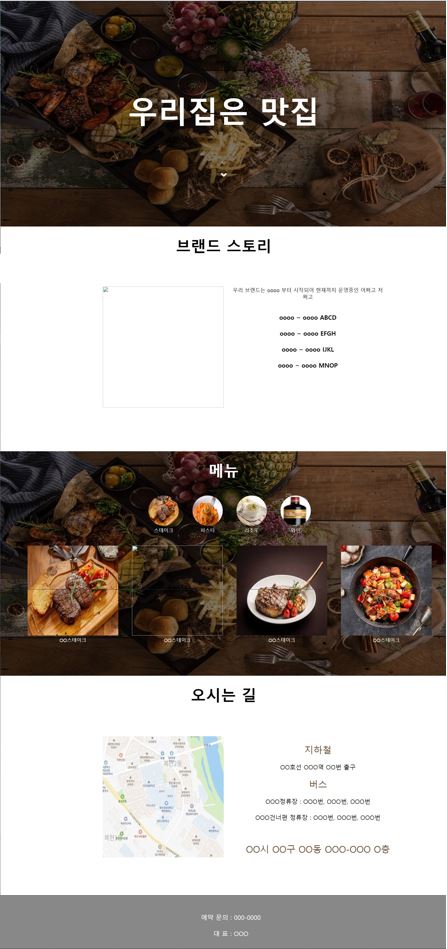 우리집은 맛집
브랜드 스토리
우리 브랜드는 oooo 부터 시작되어 현재까지 운영중인 어쩌고 저
쩌고
oooo ~ oooo ABCD
oooo ~ oooo EFGH
oooo ~ oooo IJKL
oooo ~ oooo MNOP
메뉴
스테이크
파스타
와인
OO스테이크
OO스테이크
OO스테이크
OO스테이크
오시는 길
지하철
OO호선 OOO역 OO번 출구
버스
OOO정류장 : OOO번, OOO번, OOO번
OOO건너편 정류장 : OOO번, OOO번, OOO번
OO시 OO구 OO동 OOO-OOO O층
예약 문의 : 000-0000
대 표 : OOO